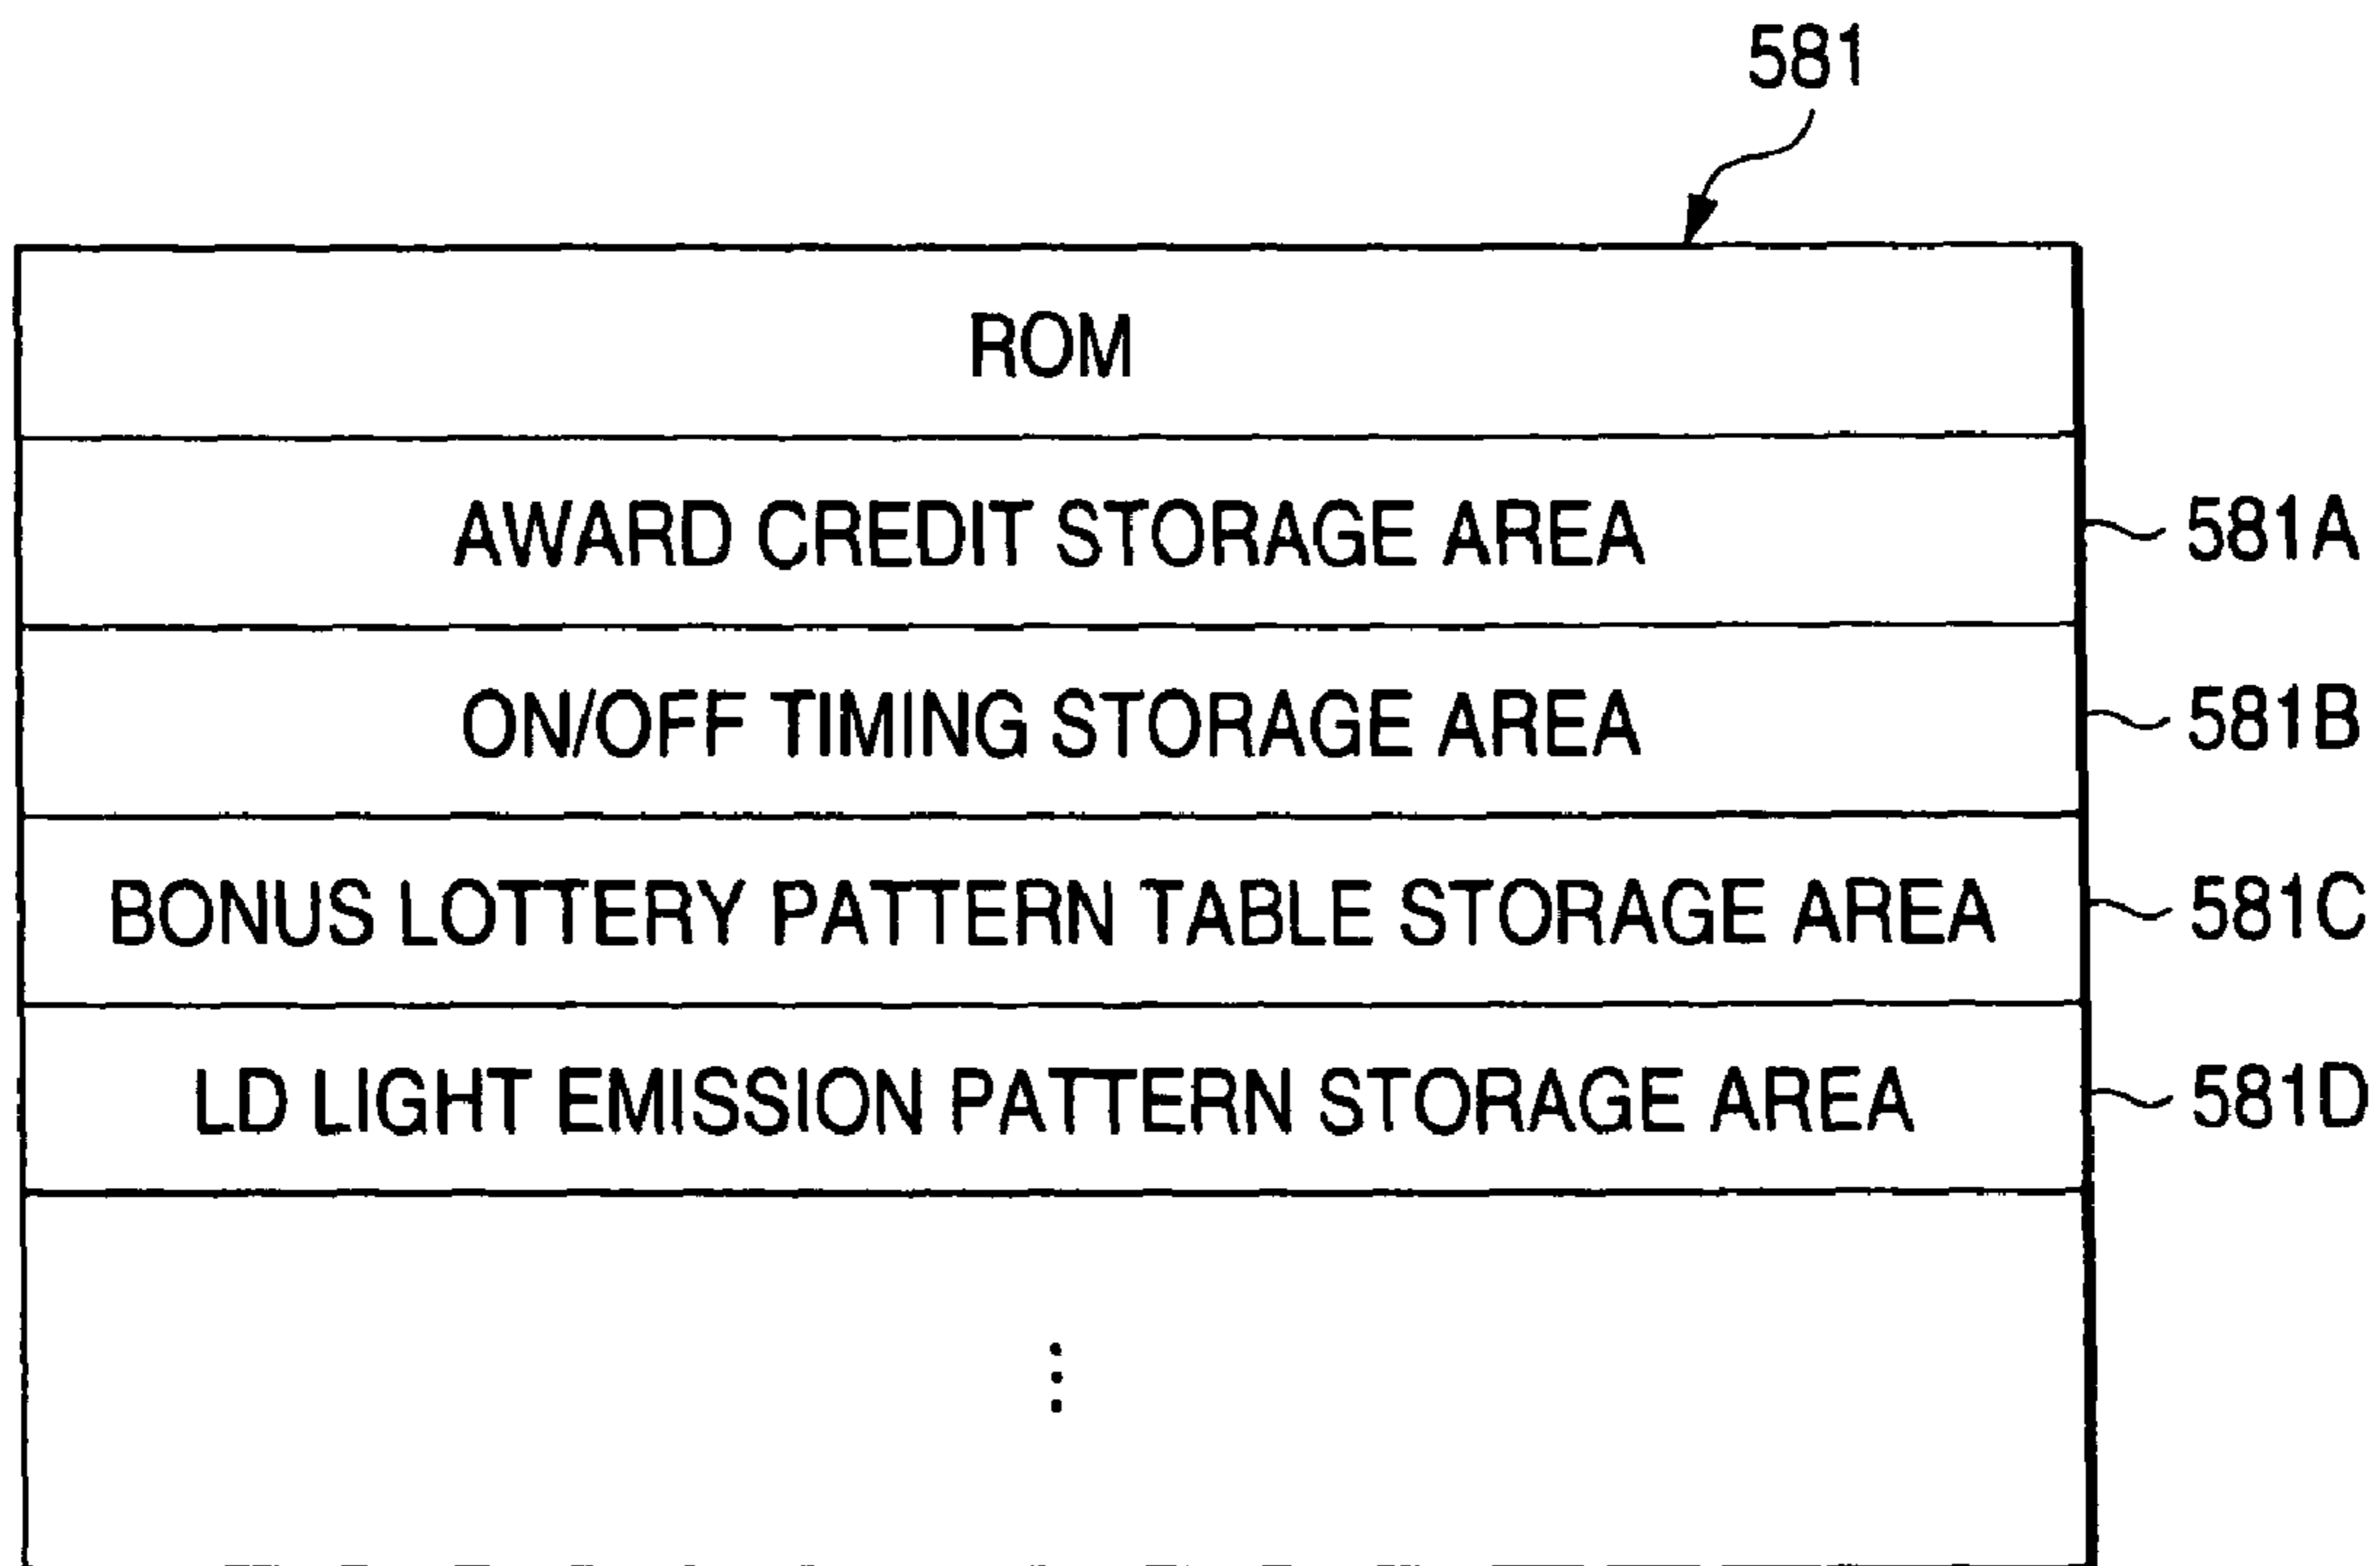 581
ROM
AWARD CREDIT STORAGE AREA 581A
ON/OFF TIMING STORAGE AREA 581B
BONUS LOTTERY PATTERN TABLE STORAGE AREA 581C
LD LIGHT EMISSION PATTERN STORAGE AREA 581D
⋮